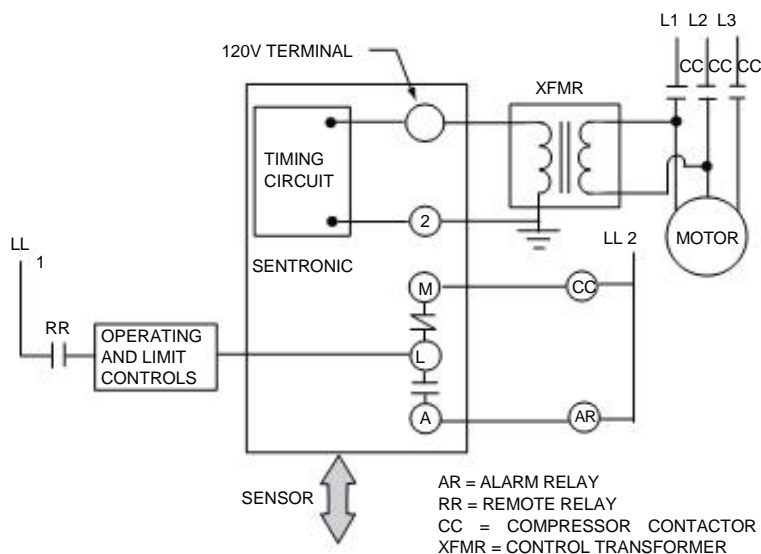 L1 L2 L3
120V TERMINAL
CC CC CC
XFMR
TIMING
CIRCUIT
2
SENTRONIC
MOTOR
LL
1
LL 2
M
CC
RR
OPERATING
AND LIMIT
CONTROLS
L
A
AR
SENSOR
AR = ALARM RELAY
RR = REMOTE RELAY
CC = COMPRESSOR CONTACTOR
XFMR = CONTROL TRANSFORMER